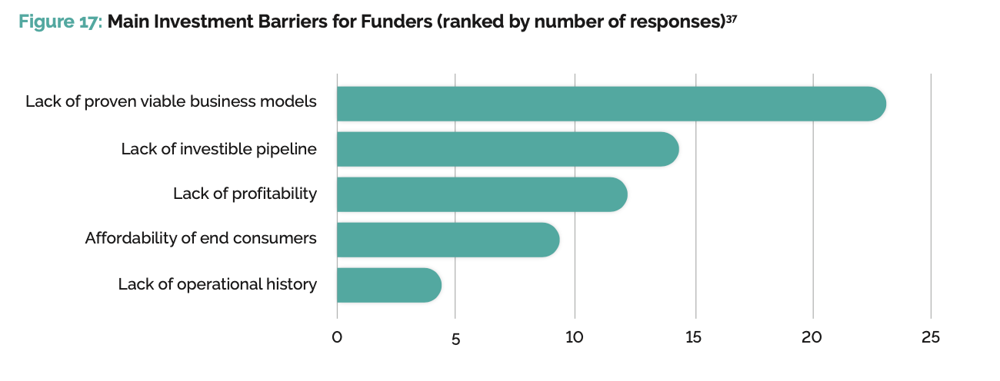 Figure 17: Main Investment Barriers for Funders (ranked by number of responses)³⁷
Lack of proven viable business models
Lack of investible pipeline
Lack of profitability
Affordability of end consumers
Lack of operational history
0 5 10 15 20 25